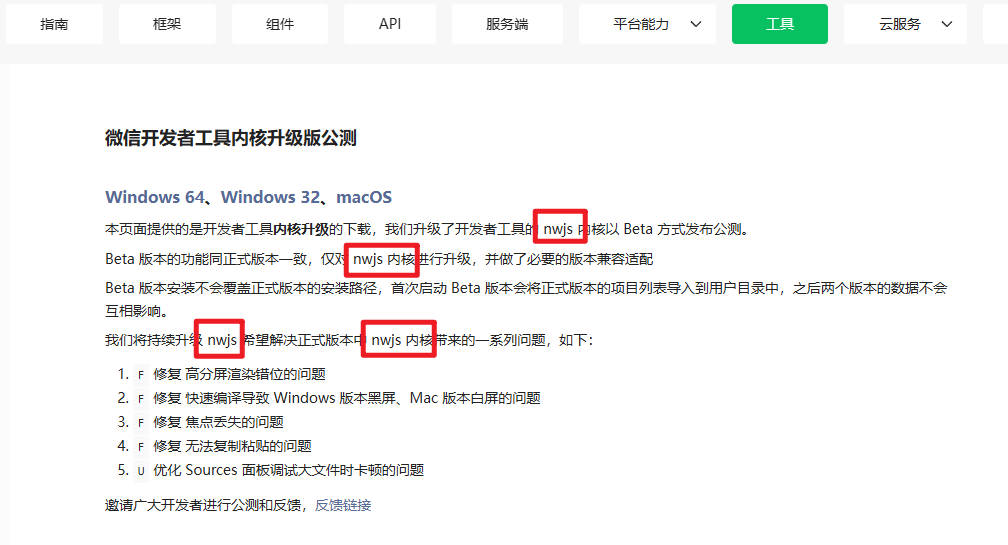 指南 框架 组件 API 服务端 平台能力 工具 云服务
微信开发者工具内核升级版公测
Windows 64、Windows 32、macOS
本页面提供的是开发者工具内核升级的下载，我们升级了开发者工具的 nwjs 内核以 Beta 方式发布公测。
Beta 版本的功能同正式版本一致，仅对 nwjs 内核进行升级，并做了必要的版本兼容适配
Beta 版本安装不会覆盖正式版本的安装路径，首次启动 Beta 版本会将正式版本的项目列表导入到用户目录中，之后两个版本的数据不会
互相影响。
我们将持续升级 nwjs 希望解决正式版本中 nwjs 内核带来的一系列问题，如下：
1. F 修复 高分屏渲染错位的问题
2. F 修复 快速编译导致 Windows 版本黑屏、Mac 版本白屏的问题
3. F 修复 焦点丢失的问题
4. F 修复 无法复制粘贴的问题
5. U 优化 Sources 面板调试大文件时卡顿的问题
邀请广大开发者进行公测和反馈，反馈链接